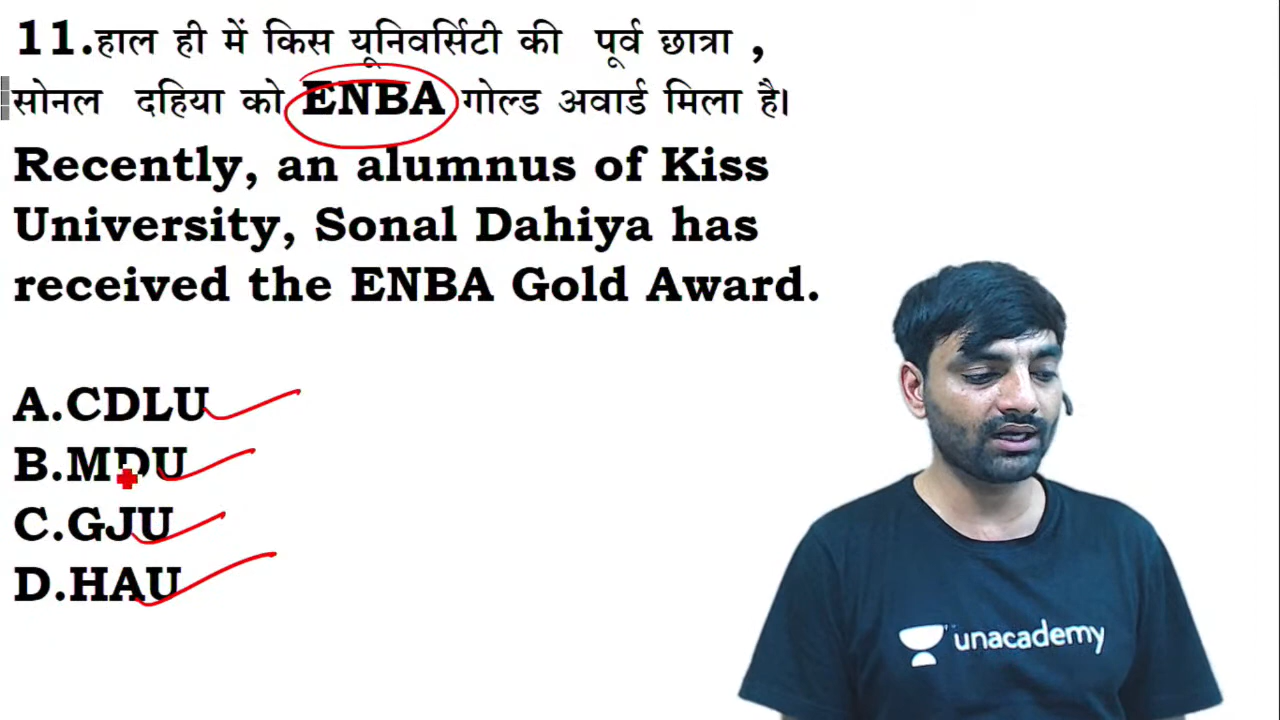 11.हाल ही में किस यूनिवर्सिटी की पूर्व छात्रा ,
सोनल दहिया को ENBA गोल्ड अवार्ड मिला है।
Recently, an alumnus of Kiss
University, Sonal Dahiya has
received the ENBA Gold Award.
A.CDLU
B.MDU
C.GJU
D.HAU
unacademy